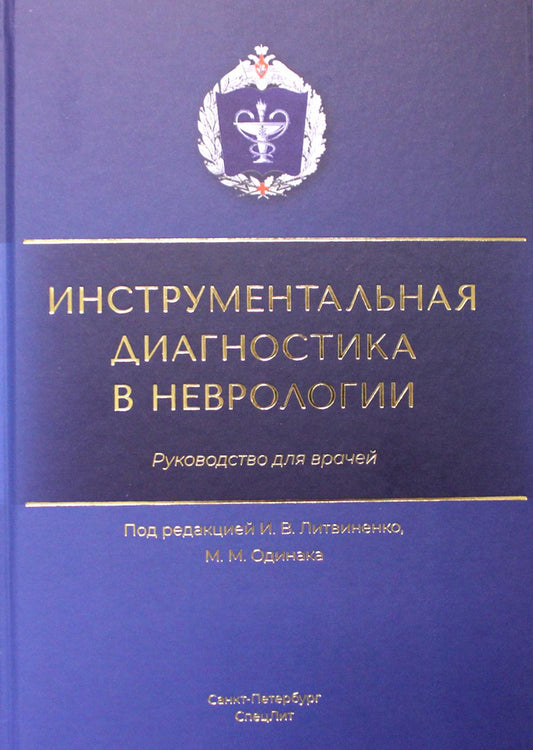 ИНСТРУМЕНТАЛЬНАЯ
ДИАГНОСТИКА
В НЕВРОЛОГИИ
Руководство для врачей
Под редакцией И. В. Литвиненко,
М. М. Одинака
Санкт-Петербург
СпецЛит